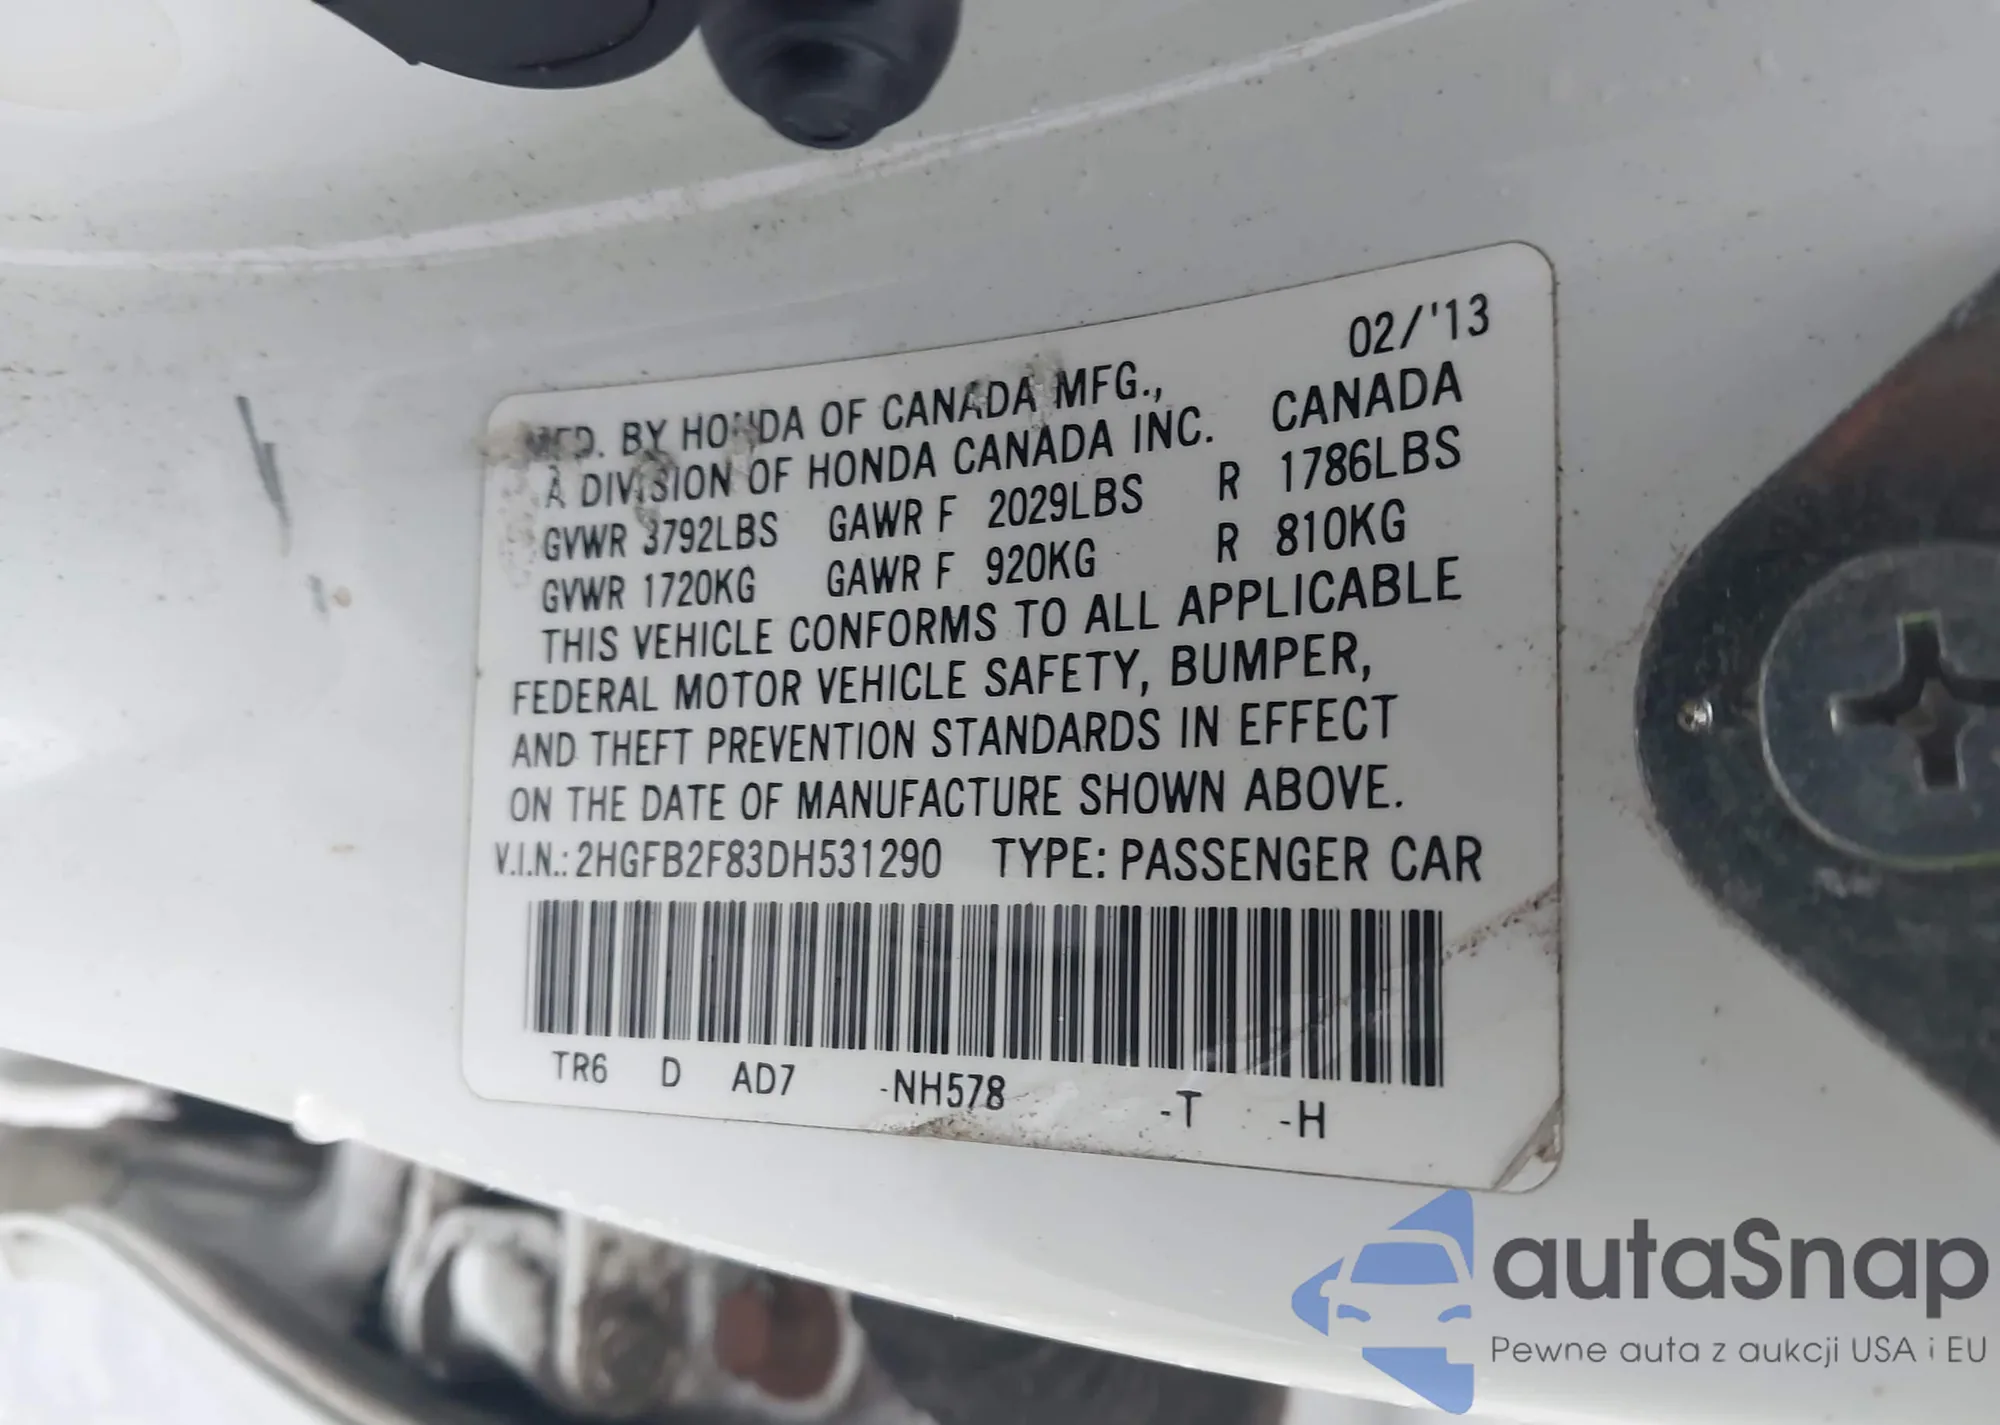 02/'13
MFD. BY HONDA OF CANADA MFG.,
A DIVISION OF HONDA CANADA INC. CANADA
GVWR 3792LBS GAWR F 2029LBS R 1786LBS
GVWR 1720KG GAWR F 920KG R 810KG
THIS VEHICLE CONFORMS TO ALL APPLICABLE
FEDERAL MOTOR VEHICLE SAFETY, BUMPER,
AND THEFT PREVENTION STANDARDS IN EFFECT
ON THE DATE OF MANUFACTURE SHOWN ABOVE.
V.I.N.: 2HGFB2F83DH531290 TYPE: PASSENGER CAR
TR6 D AD7 -NH578 -T -H
autaSnap
Pewne auta z aukcji USA i EU